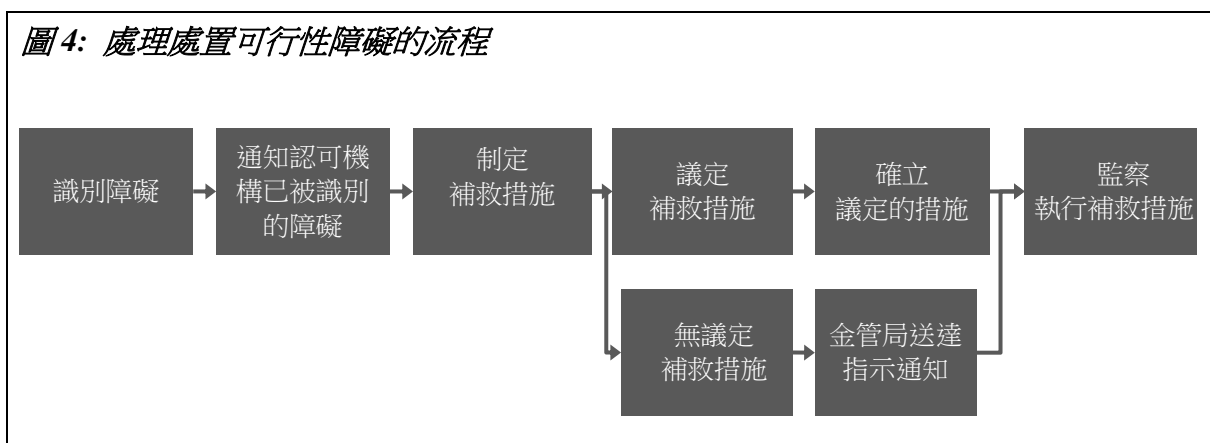 圖 4: 處理處置可行性障礙的流程
識別障礙
通知認可機
構已被識別
的障礙
制定
補救措施
議定
補救措施
確立
議定的措施
監察
執行補救措施
無議定
補救措施
金管局送達
指示通知